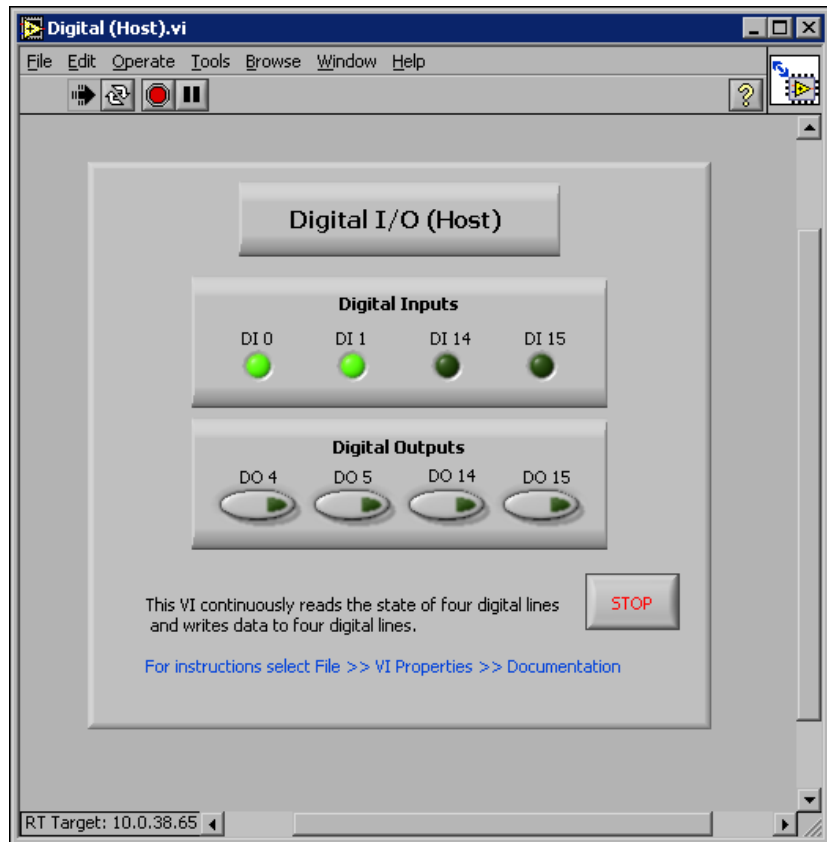 Digital (Host).vi
File Edit Operate Tools Browse Window Help
Digital I/O (Host)
Digital Inputs
DI 0 DI 1 DI 14 DI 15
Digital Outputs
DO 4 DO 5 DO 14 DO 15
This VI continuously reads the state of four digital lines
and writes data to four digital lines.
STOP
For instructions select File >> VI Properties >> Documentation
RT Target: 10.0.38.65